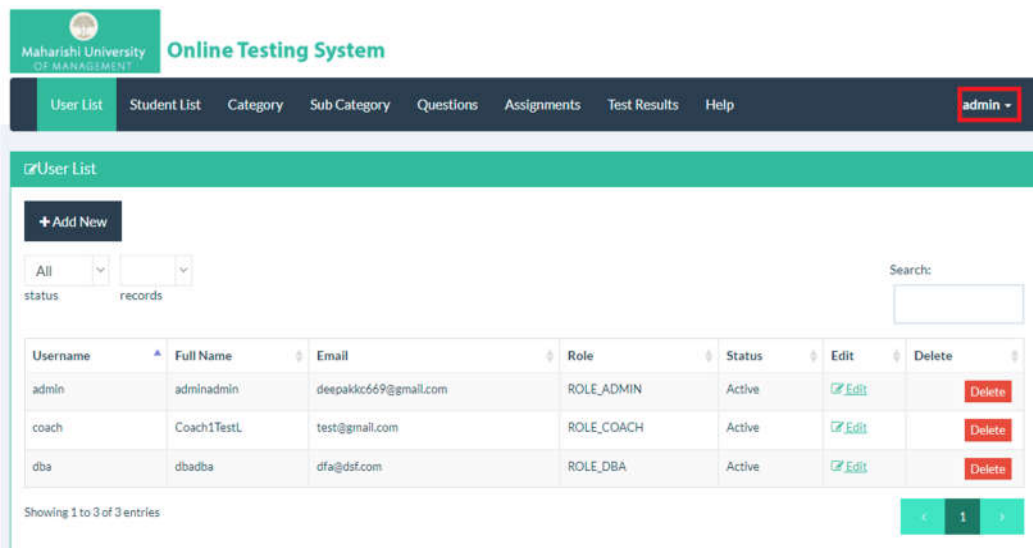 Maharishi University
OF MANAGEMENT
Online Testing System
User List Student List Category Sub Category Questions Assignments Test Results Help admin
User List
+ Add New
All
Search:
status records
Username Full Name Email Role Status Edit Delete
admin adminadmin deepakkc669@gmail.com ROLE_ADMIN Active Edit Delete
coach Coach1TestL test@gmail.com ROLE_COACH Active Edit Delete
dba dbadba dfa@dsf.com ROLE_DBA Active Edit Delete
Showing 1 to 3 of 3 entries
< 1 >